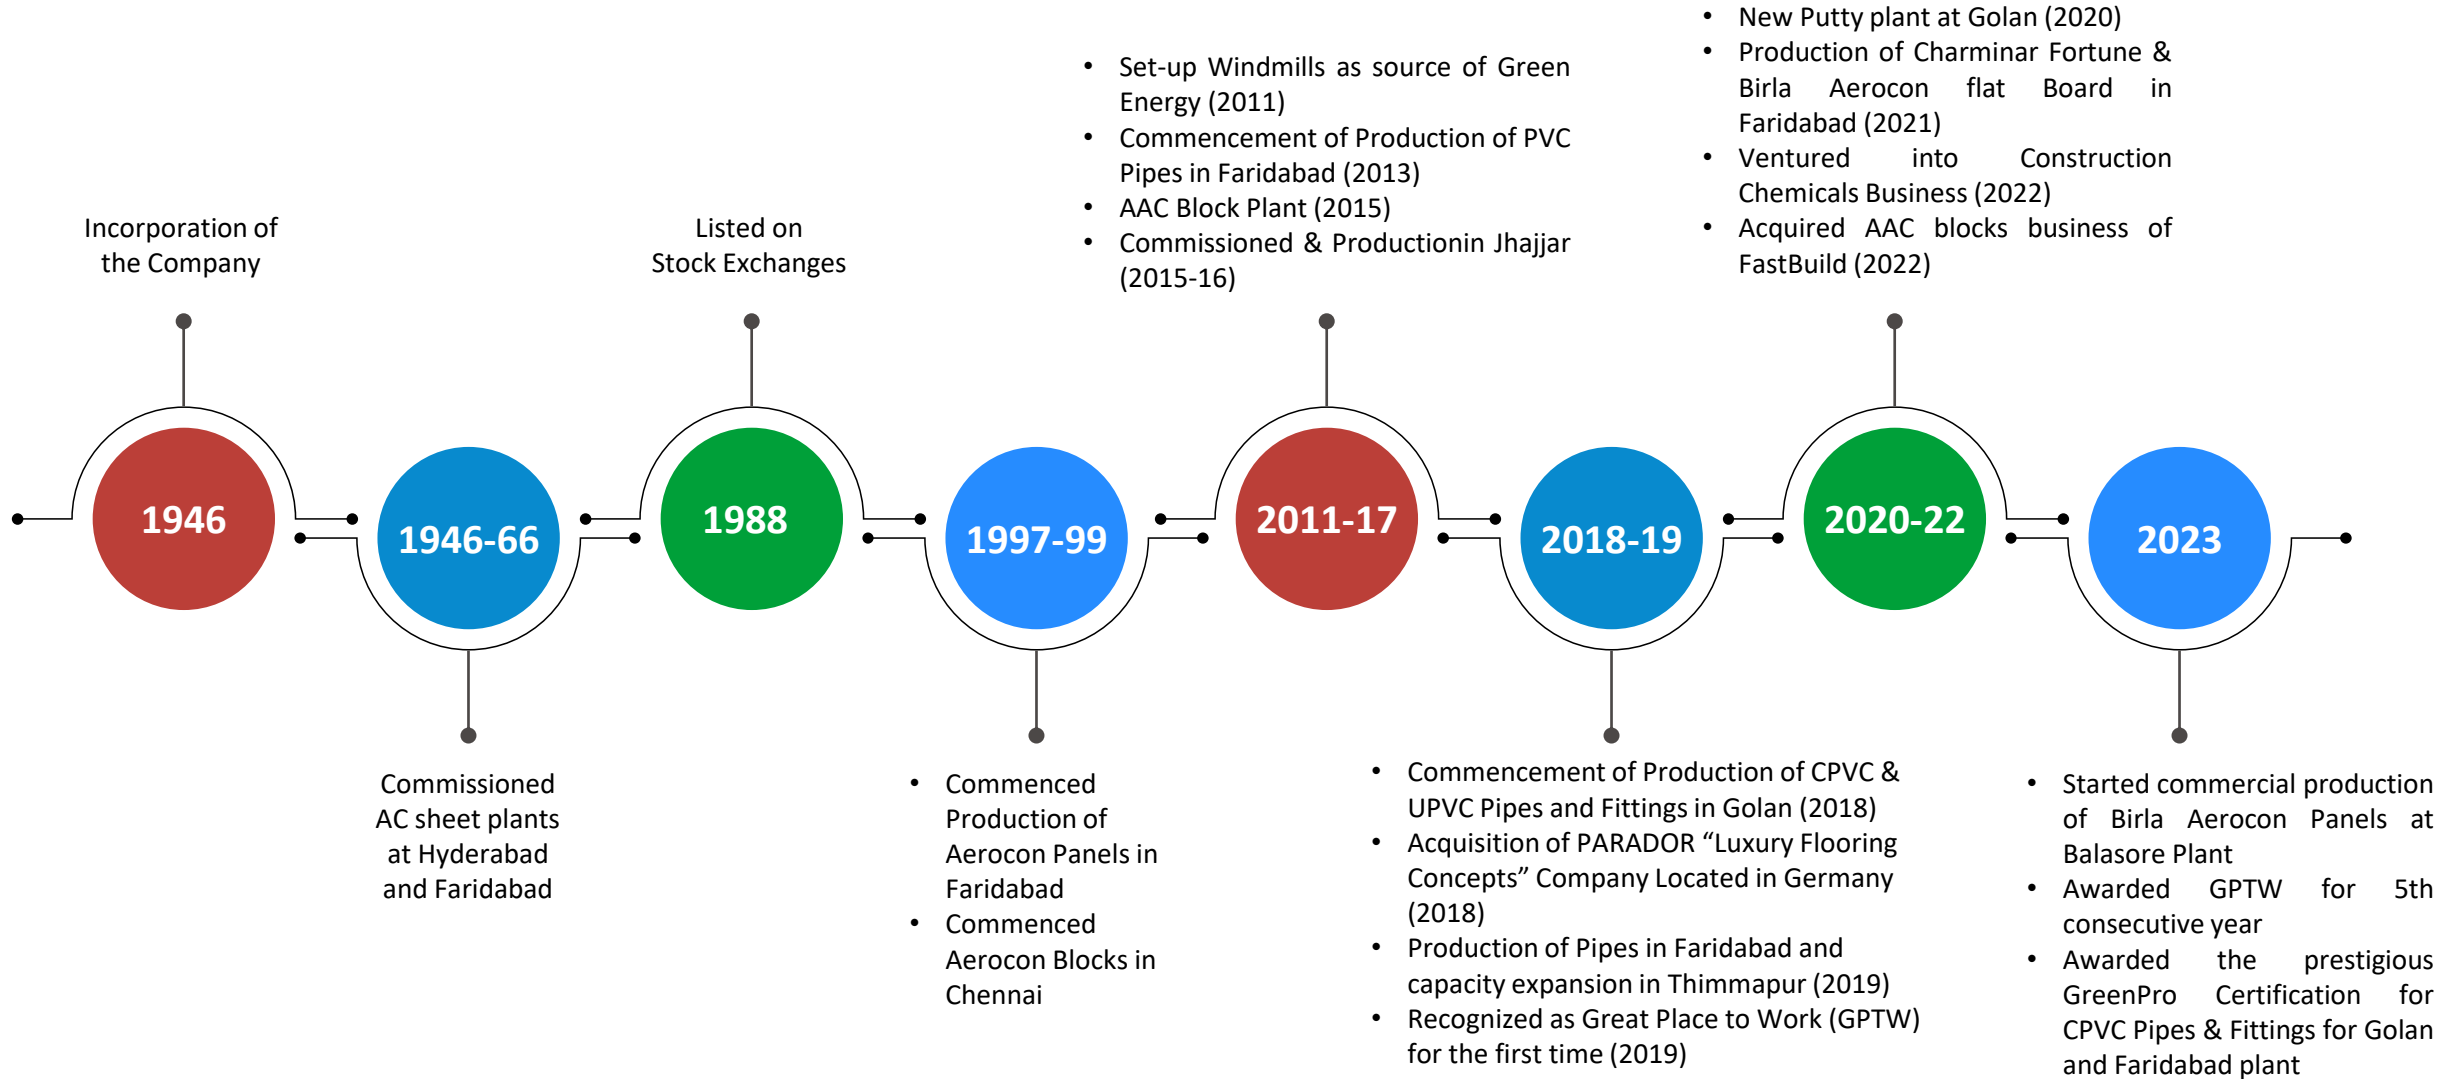 Incorporation of
the Company
1946
Commissioned
AC sheet plants
at Hyderabad
and Faridabad
1946-66
Listed on
Stock Exchanges
1988
• Commenced
Production of
Aerocon Panels in
Faridabad
• Commenced
Aerocon Blocks in
Chennai
1997-99
• Set-up Windmills as source of Green
Energy (2011)
• Commencement of Production of PVC
Pipes in Faridabad (2013)
• AAC Block Plant (2015)
• Commissioned & Productionin Jhajjar
(2015-16)
2011-17
• Commencement of Production of CPVC &
UPVC Pipes and Fittings in Golan (2018)
• Acquisition of PARADOR “Luxury Flooring
Concepts” Company Located in Germany
(2018)
• Production of Pipes in Faridabad and
capacity expansion in Thimmapur (2019)
• Recognized as Great Place to Work (GPTW)
for the first time (2019)
2018-19
• New Putty plant at Golan (2020)
• Production of Charminar Fortune &
Birla Aerocon flat Board in
Faridabad (2021)
• Ventured into Construction
Chemicals Business (2022)
• Acquired AAC blocks business of
FastBuild (2022)
2020-22
• Started commercial production
of Birla Aerocon Panels at
Balasore Plant
• Awarded GPTW for 5th
consecutive year
• Awarded the prestigious
GreenPro Certification for
CPVC Pipes & Fittings for Golan
and Faridabad plant
2023